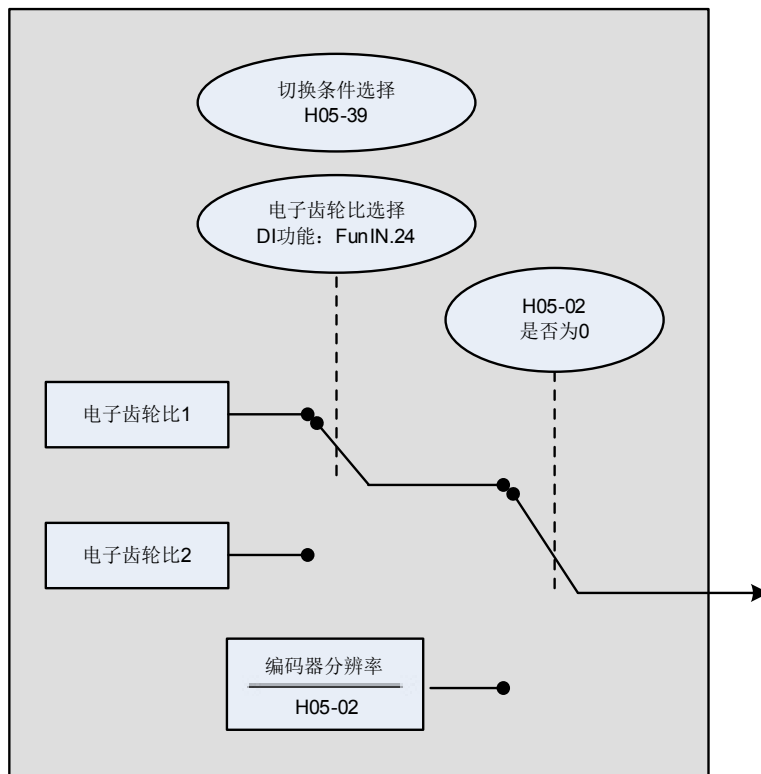 切换条件选择
H05-39
电子齿轮比选择
DI功能：FunIN.24
H05-02
是否为0
电子齿轮比1
电子齿轮比2
编码器分辨率
H05-02